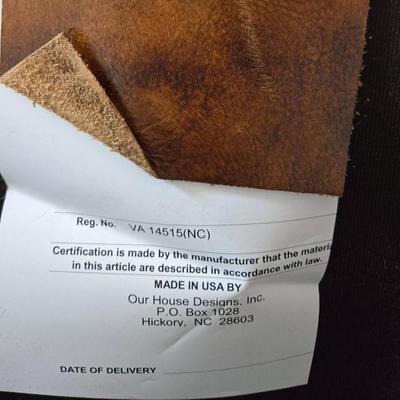 Reg. No. VA 14515(NC)
Certification is made by the manufacturer that the
in this article are described in accordance with law.
MADE IN USA BY
Our House Designs, Inc.
P.O. Box 1028
Hickory, NC 28603
DATE OF DELIVERY